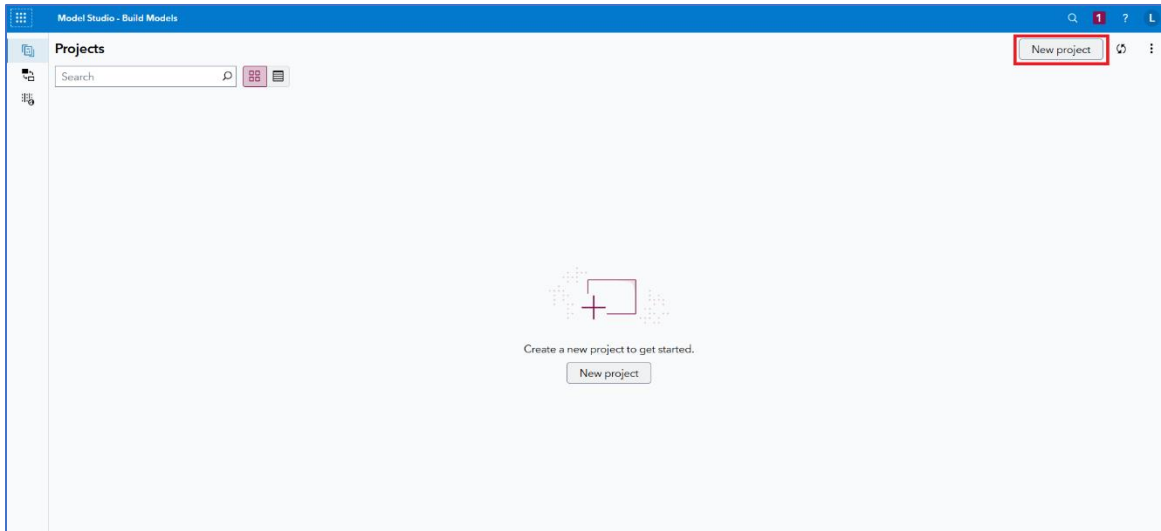 Model Studio - Build Models
1 ? L
Projects
New project
Search
Create a new project to get started.
New project